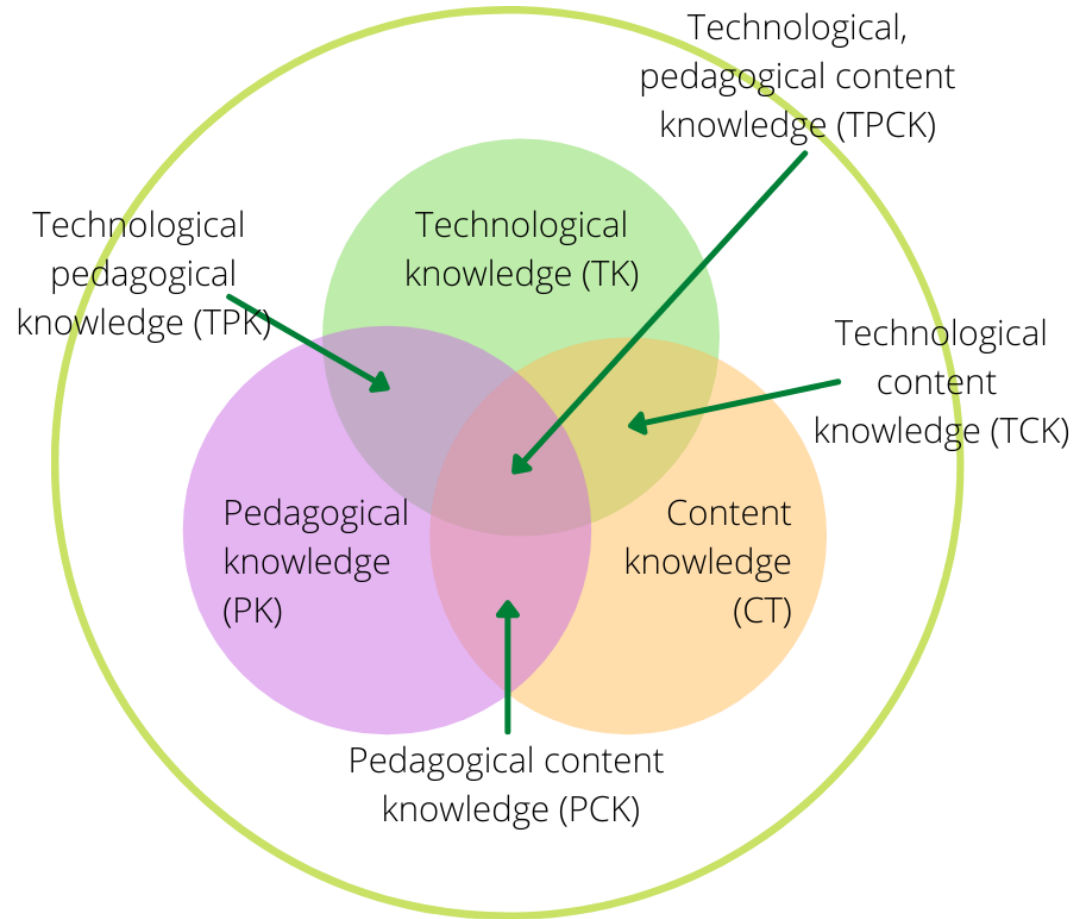 Technological,
pedagogical content
knowledge (TPCK)
Technological
pedagogical
knowledge (TPK)
Technological
knowledge (TK)
Technological
content
knowledge (TCK)
Pedagogical
knowledge
(PK)
Content
knowledge
(CT)
Pedagogical content
knowledge (PCK)